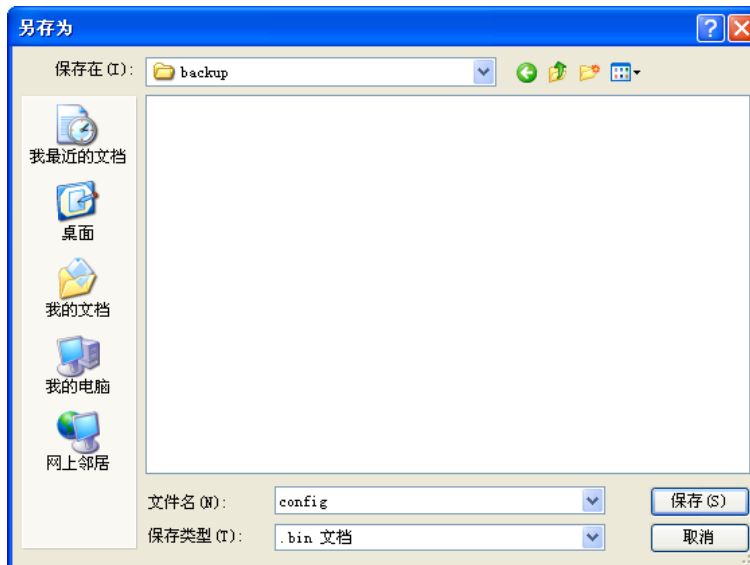 另存为
保存在(I):
backup
我最近的文档
桌面
我的文档
我的电脑
网上邻居
文件名(N):
config
保存(S)
保存类型(T):
.bin 文档
取消